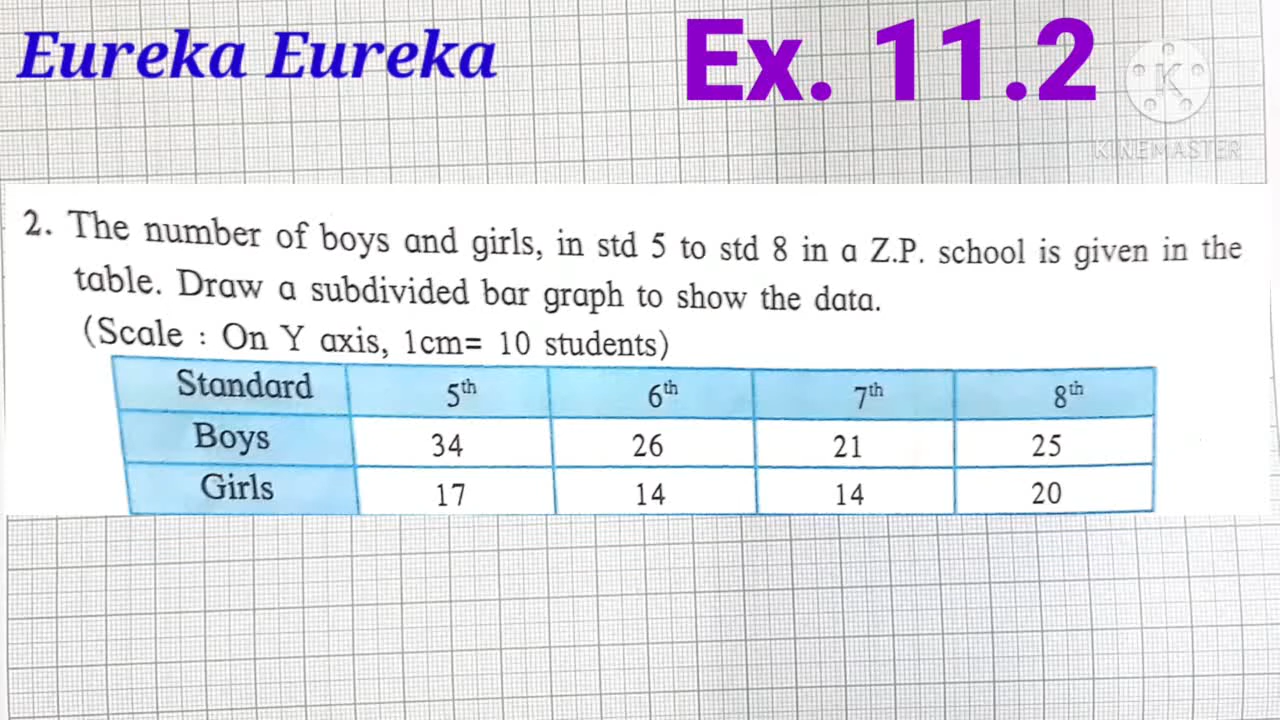 Eureka Eureka
Ex. 11.2
KINEMASTER
2. The number of boys and girls, in std 5 to std 8 in a Z.P. school is given in the
table. Draw a subdivided bar graph to show the data.
(Scale : On Y axis, 1cm= 10 students)
Standard 5th 6th 7th 8th
Boys 34 26 21 25
Girls 17 14 14 20